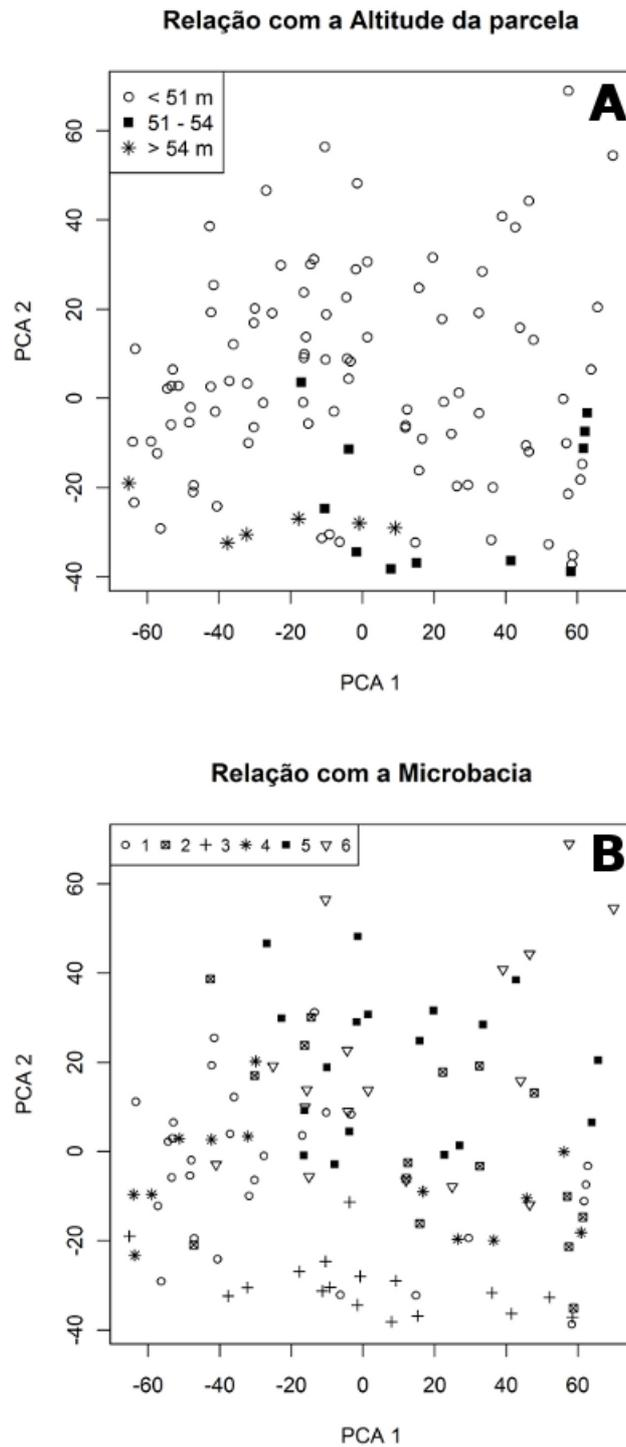 Relação com a Altitude da parcela
A
< 51 m
51 - 54
> 54 m
60
40
20
0
-20
-40
PCA 2
-60 -40 -20 0 20 40 60
PCA 1
Relação com a Microbacia
B
1 2 3 4 5 6
60
40
20
0
-20
-40
PCA 2
-60 -40 -20 0 20 40 60
PCA 1